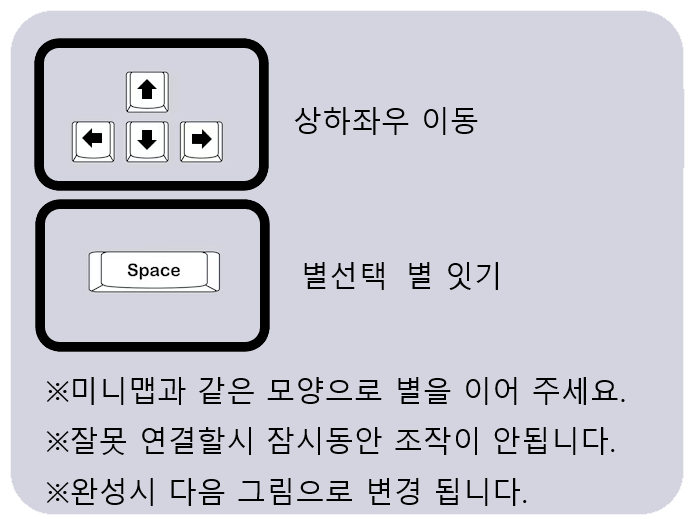 상하좌우 이동
Space
별선택 별 잇기
※미니맵과 같은 모양으로 별을 이어 주세요.
※잘못 연결할시 잠시동안 조작이 안됩니다.
※완성시 다음 그림으로 변경 됩니다.